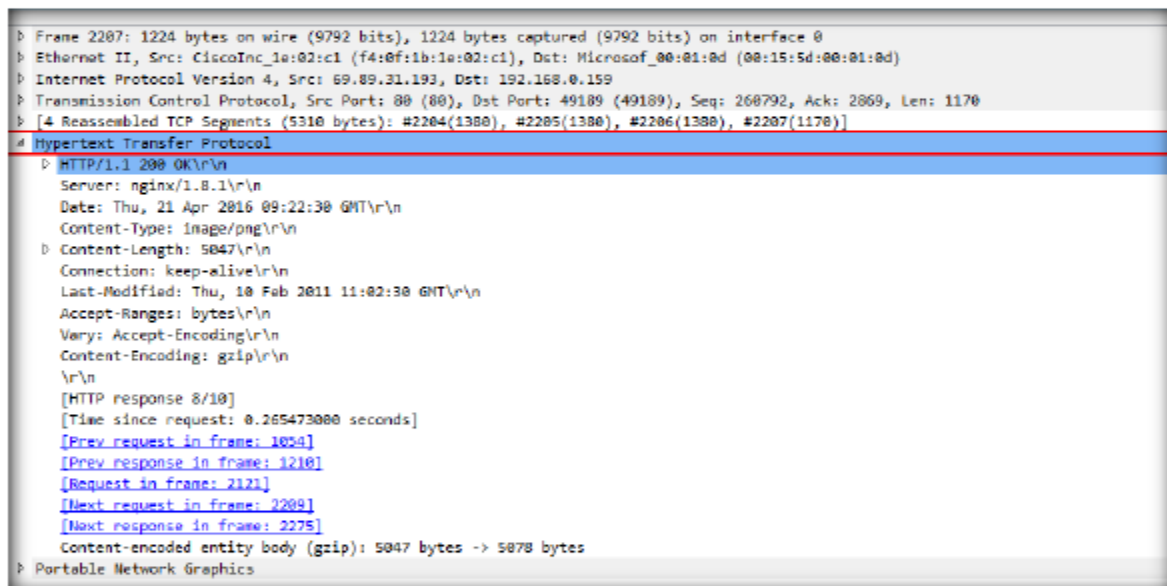 Frame 2207: 1224 bytes on wire (9792 bits), 1224 bytes captured (9792 bits) on interface 0
Ethernet II, Src: CiscoInc_1e:02:c1 (f4:0f:1b:1e:02:c1), Dst: Microsof_00:01:0d (00:15:5d:00:01:0d)
Internet Protocol Version 4, Src: 69.89.31.193, Dst: 192.168.0.159
Transmission Control Protocol, Src Port: 80 (80), Dst Port: 49189 (49189), Seq: 260792, Ack: 2869, Len: 1170
[4 Reassembled TCP Segments (5310 bytes): #2204(1380), #2205(1380), #2206(1380), #2207(1170)]
Hypertext Transfer Protocol
HTTP/1.1 200 OK\r\n
Server: nginx/1.8.1\r\n
Date: Thu, 21 Apr 2016 09:22:30 GMT\r\n
Content-Type: image/png\r\n
Content-Length: 5047\r\n
Connection: keep-alive\r\n
Last-Modified: Thu, 10 Feb 2011 11:02:30 GMT\r\n
Accept-Ranges: bytes\r\n
Vary: Accept-Encoding\r\n
Content-Encoding: gzip\r\n
\r\n
[HTTP response 8/10]
[Time since request: 0.265473000 seconds]
[Prev request in frame: 1054]
[Prev response in frame: 1210]
[Request in frame: 2121]
[Next request in frame: 2209]
[Next response in frame: 2275]
Content-encoded entity body (gzip): 5047 bytes -> 5078 bytes
Portable Network Graphics